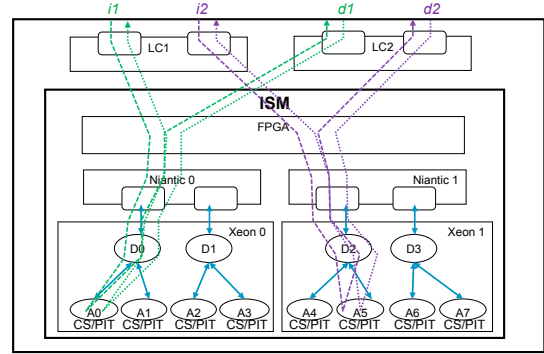 i1 i2 d1 d2
LC1 LC2
ISM
FPGA
Niantic 0 Niantic 1
Xeon 0 Xeon 1
D0 D1 D2 D3
A0 A1 A2 A3 A4 A5 A6 A7
CS/PIT CS/PIT CS/PIT CS/PIT CS/PIT CS/PIT CS/PIT CS/PIT